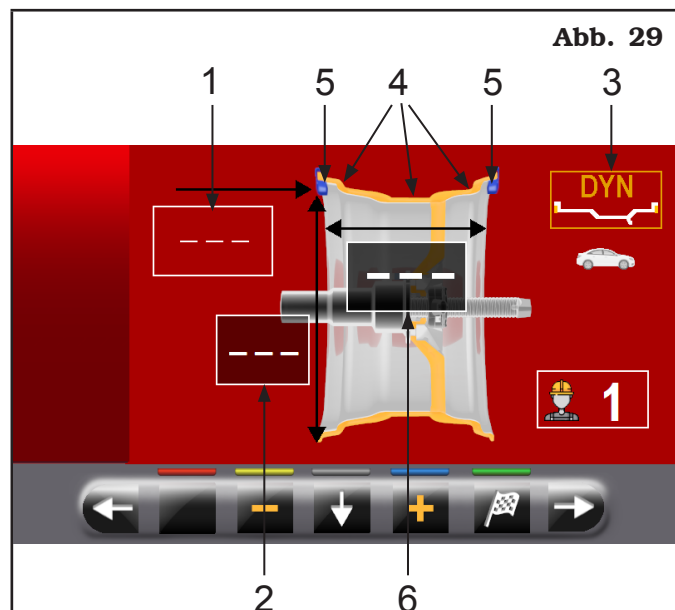 Abb. 29
1 5 4 5 3
DYN
– – –
– – –
– – –
1
2 6